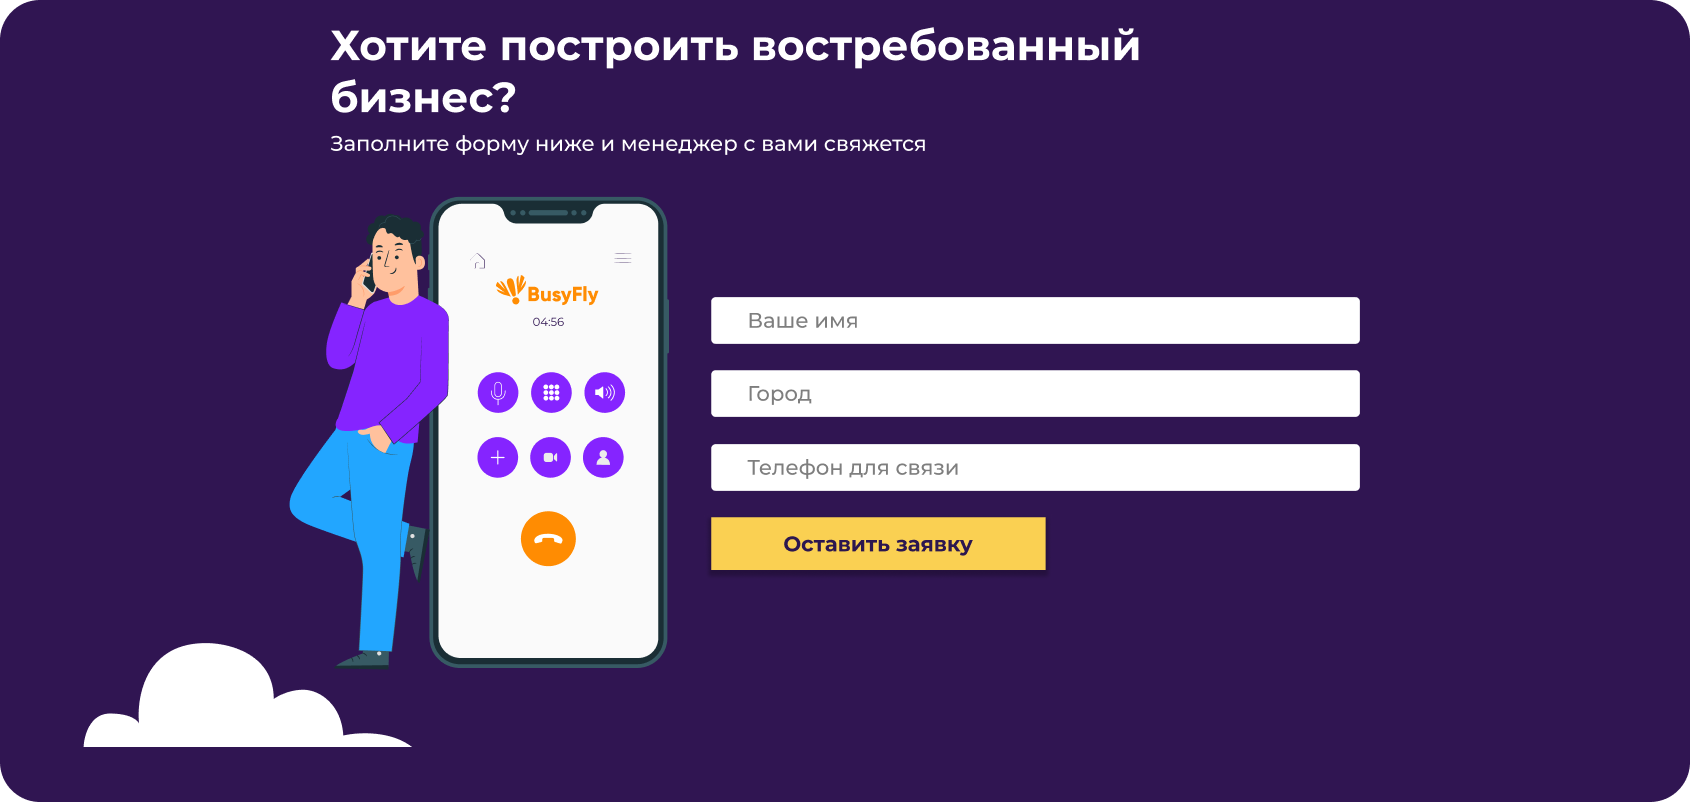 Хотите построить востребованный
бизнес?
Заполните форму ниже и менеджер с вами свяжется
BusyFly
04:56
Ваше имя
Город
Телефон для связи
Оставить заявку